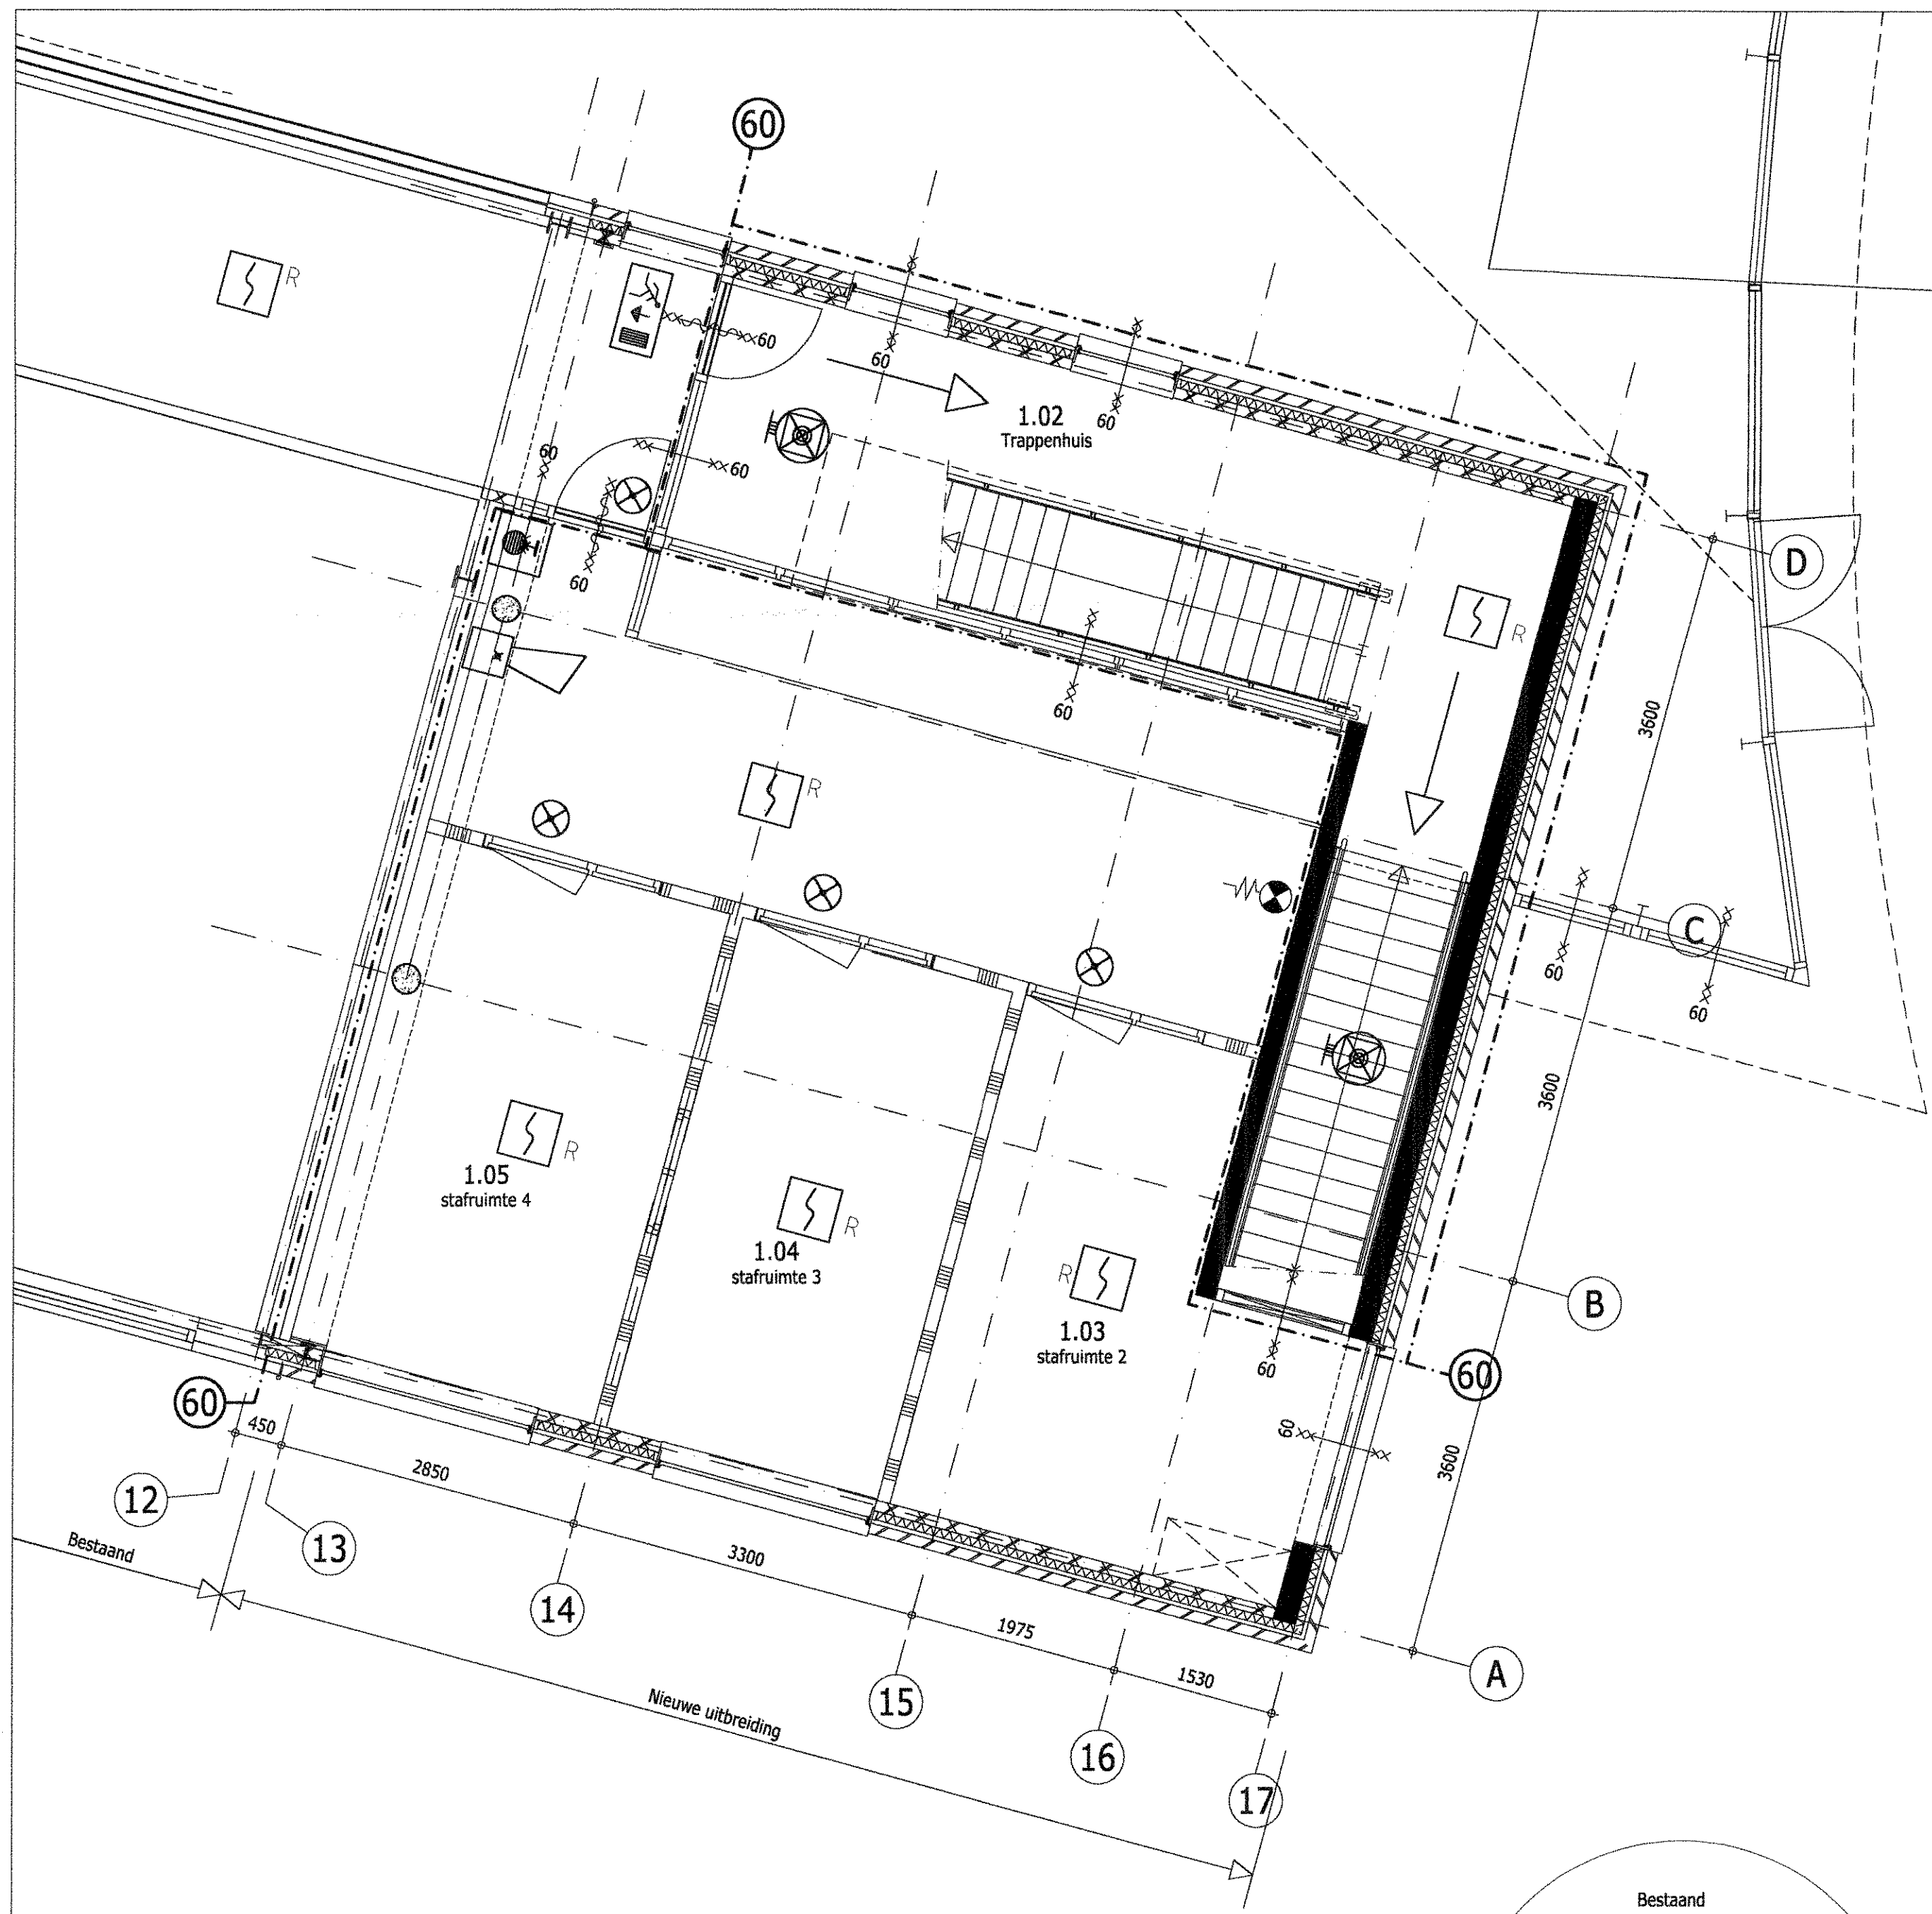 60
R
60
60
1.02
60
Trappenhuis
60
60
60
D
R
60
3600
60
R
C
60
60
3600
1.05
stafruimte 4
R
1.04
stafruimte 3
R
R
1.03
stafruimte 2
B
60
60
60
450
60
3600
2850
12
13
Bestaand
3300
14
1975
1530
A
15
Nieuwe uitbreiding
16
17
Bestaand